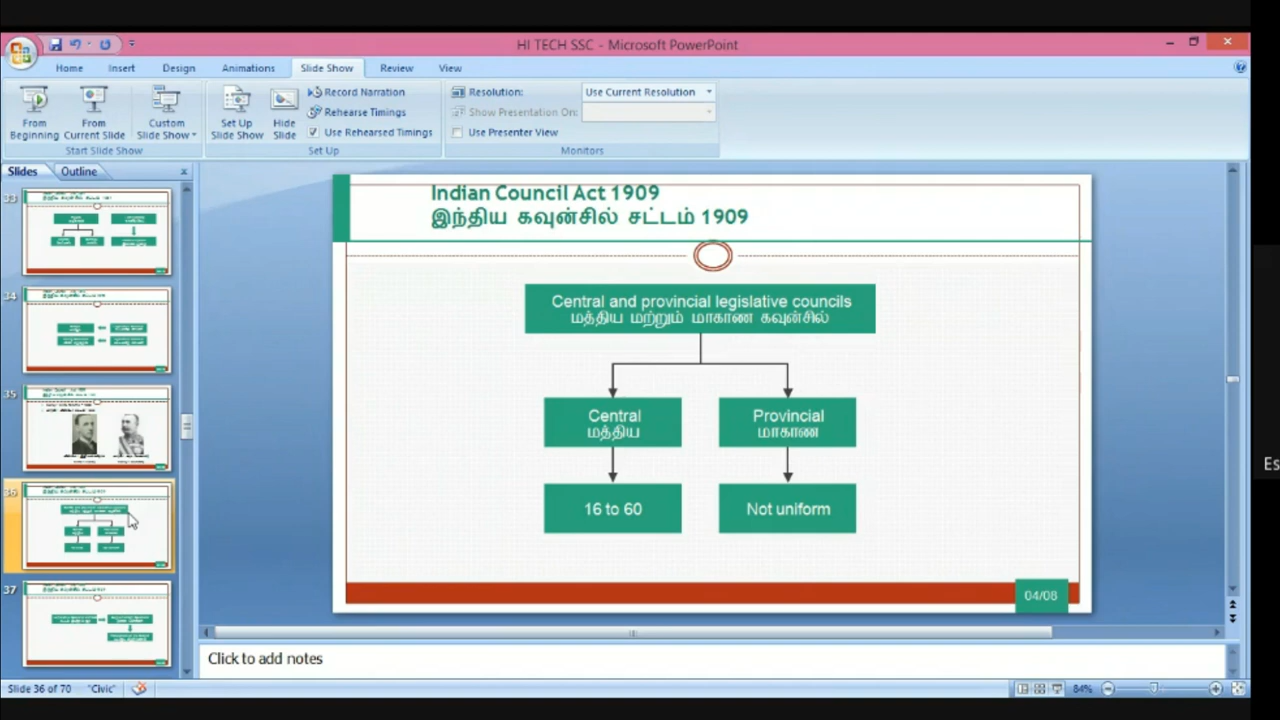 HI TECH SSC - Microsoft PowerPoint
Home Insert Design Animations Slide Show Review View
From Beginning
From Current Slide
Custom Slide Show
Start Slide Show
Set Up Slide Show
Hide Slide
Record Narration
Rehearse Timings
Use Rehearsed Timings
Set Up
Resolution: Use Current Resolution
Show Presentation On:
Use Presenter View
Monitors
Slides Outline
33
34
35
36
37
Indian Council Act 1909
இந்திய கவுன்சில் சட்டம் 1909
Central and provincial legislative councils
மத்திய மற்றும் மாகாண கவுன்சில்
Central
மத்திய
Provincial
மாகாண
16 to 60
Not uniform
04/08
Es
Click to add notes
Slide 36 of 70 "Civic" 84%